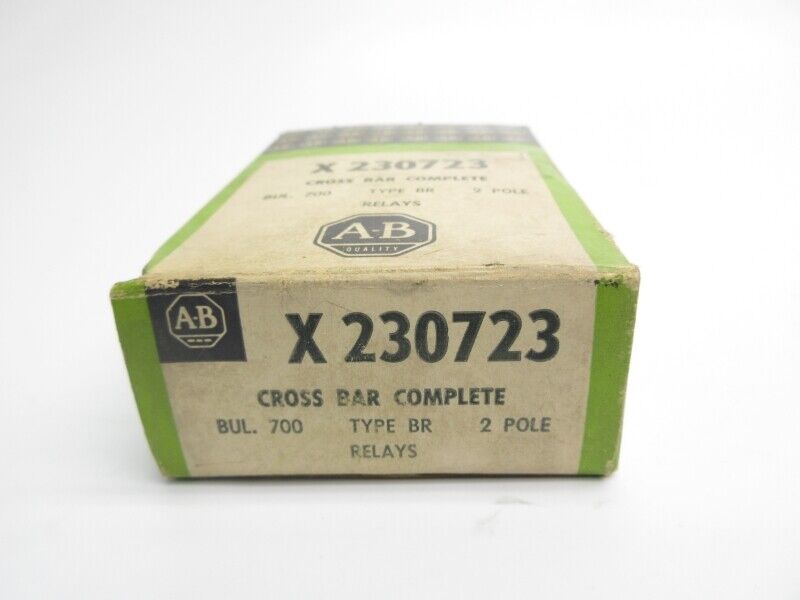 X 230723
CROSS BAR COMPLETE
BUL. 700 TYPE BR 2 POLE
RELAYS
A-B
QUALITY
A-B
X 230723
CROSS BAR COMPLETE
BUL. 700 TYPE BR 2 POLE
RELAYS